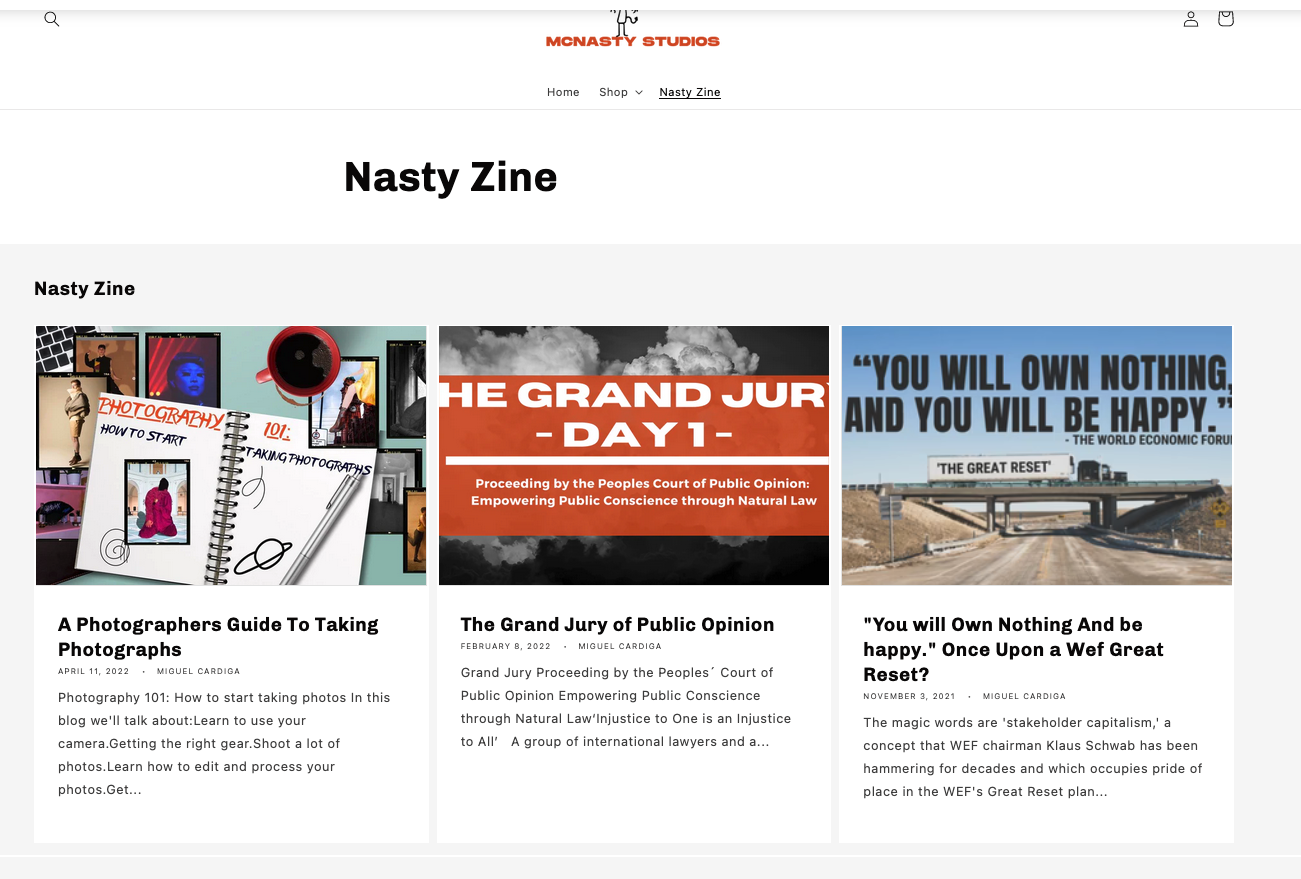 MCNASTY STUDIOS
Home Shop Nasty Zine
Nasty Zine
Nasty Zine
PHOTOGRAPHY 101:
HOW TO START TAKING PHOTOGRAPHS
HE GRAND JUR
- DAY 1 -
Proceeding by the Peoples Court of Public Opinion:
Empowering Public Conscience through Natural Law
“YOU WILL OWN NOTHING,
AND YOU WILL BE HAPPY.”
- THE WORLD ECONOMIC FORU
'THE GREAT RESET'
A Photographers Guide To Taking
Photographs
APRIL 11, 2022 • MIGUEL CARDIGA
Photography 101: How to start taking photos In this
blog we'll talk about:Learn to use your
camera.Getting the right gear.Shoot a lot of
photos.Learn how to edit and process your
photos.Get...
The Grand Jury of Public Opinion
FEBRUARY 8, 2022 • MIGUEL CARDIGA
Grand Jury Proceeding by the Peoples´ Court of
Public Opinion Empowering Public Conscience
through Natural Law‘Injustice to One is an Injustice
to All’ A group of international lawyers and a...
"You will Own Nothing And be
happy." Once Upon a Wef Great
Reset?
NOVEMBER 3, 2021 • MIGUEL CARDIGA
The magic words are 'stakeholder capitalism,' a
concept that WEF chairman Klaus Schwab has been
hammering for decades and which occupies pride of
place in the WEF's Great Reset plan...